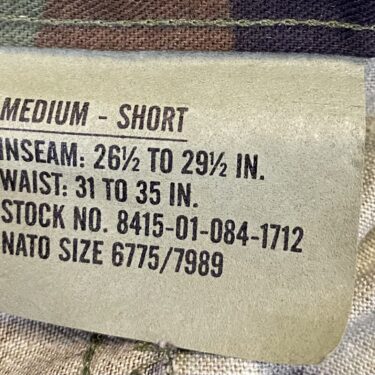 MEDIUM - SHORT
INSEAM: 26½ TO 29½ IN.
WAIST: 31 TO 35 IN.
STOCK NO. 8415-01-084-1712
NATO SIZE 6775/7989